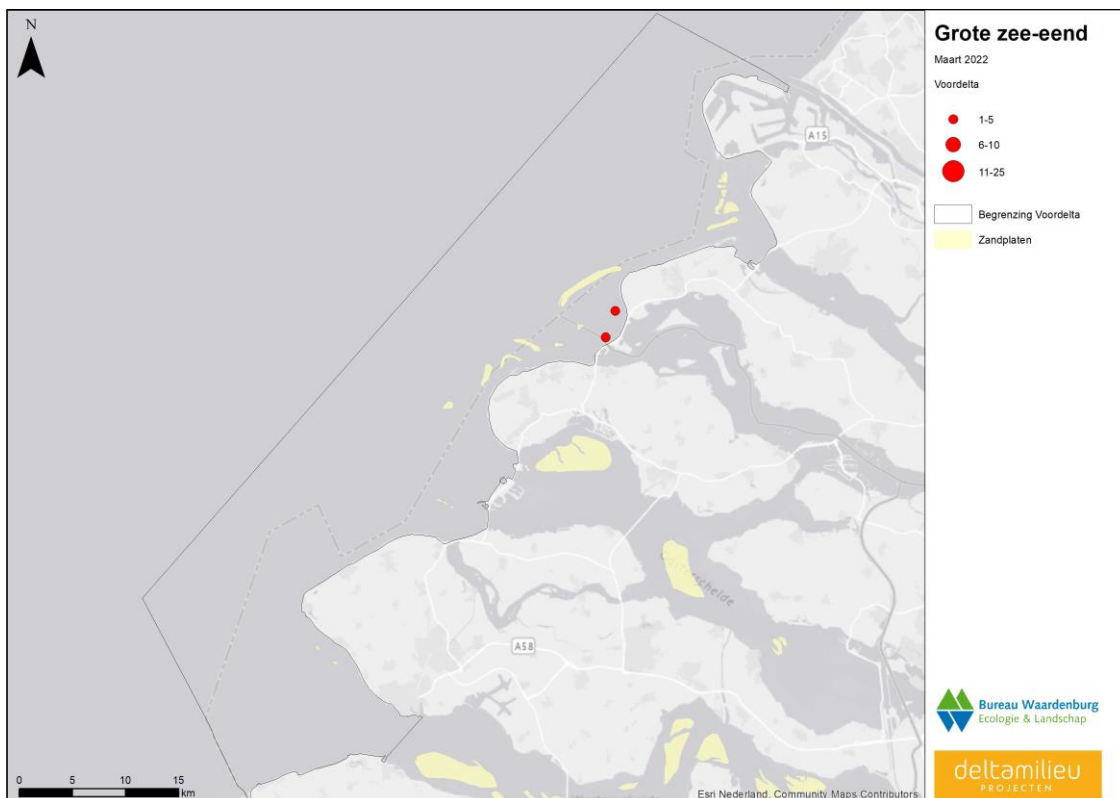 Grote zee-eend
Maart 2022
Voordelta
1-5
6-10
11-25
Begrenzing Voordelta
Zandplaten
N
A15
A58
0 5 10 15
km
Esri Nederland, Community Maps Contributors
Bureau Waardenburg
Ecologie & Landschap
deltamilieu
PROJECTEN